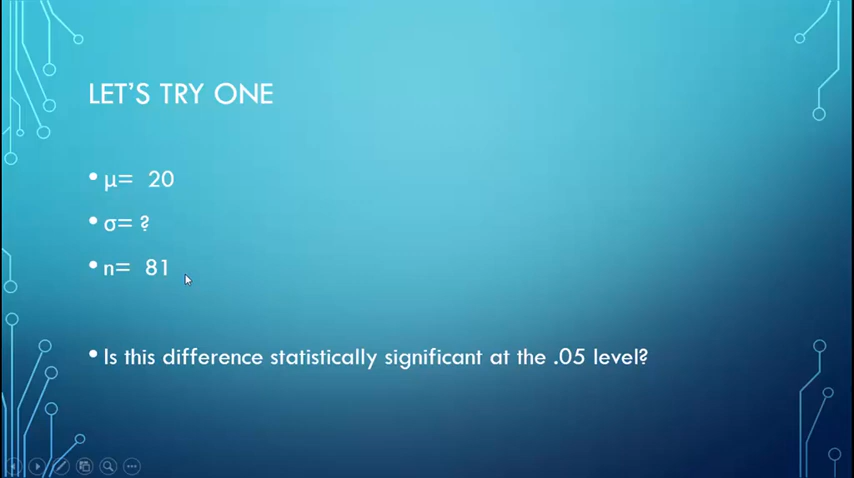 LET'S TRY ONE
• μ= 20
• σ= ?
• n= 81
• Is this difference statistically significant at the .05 level?